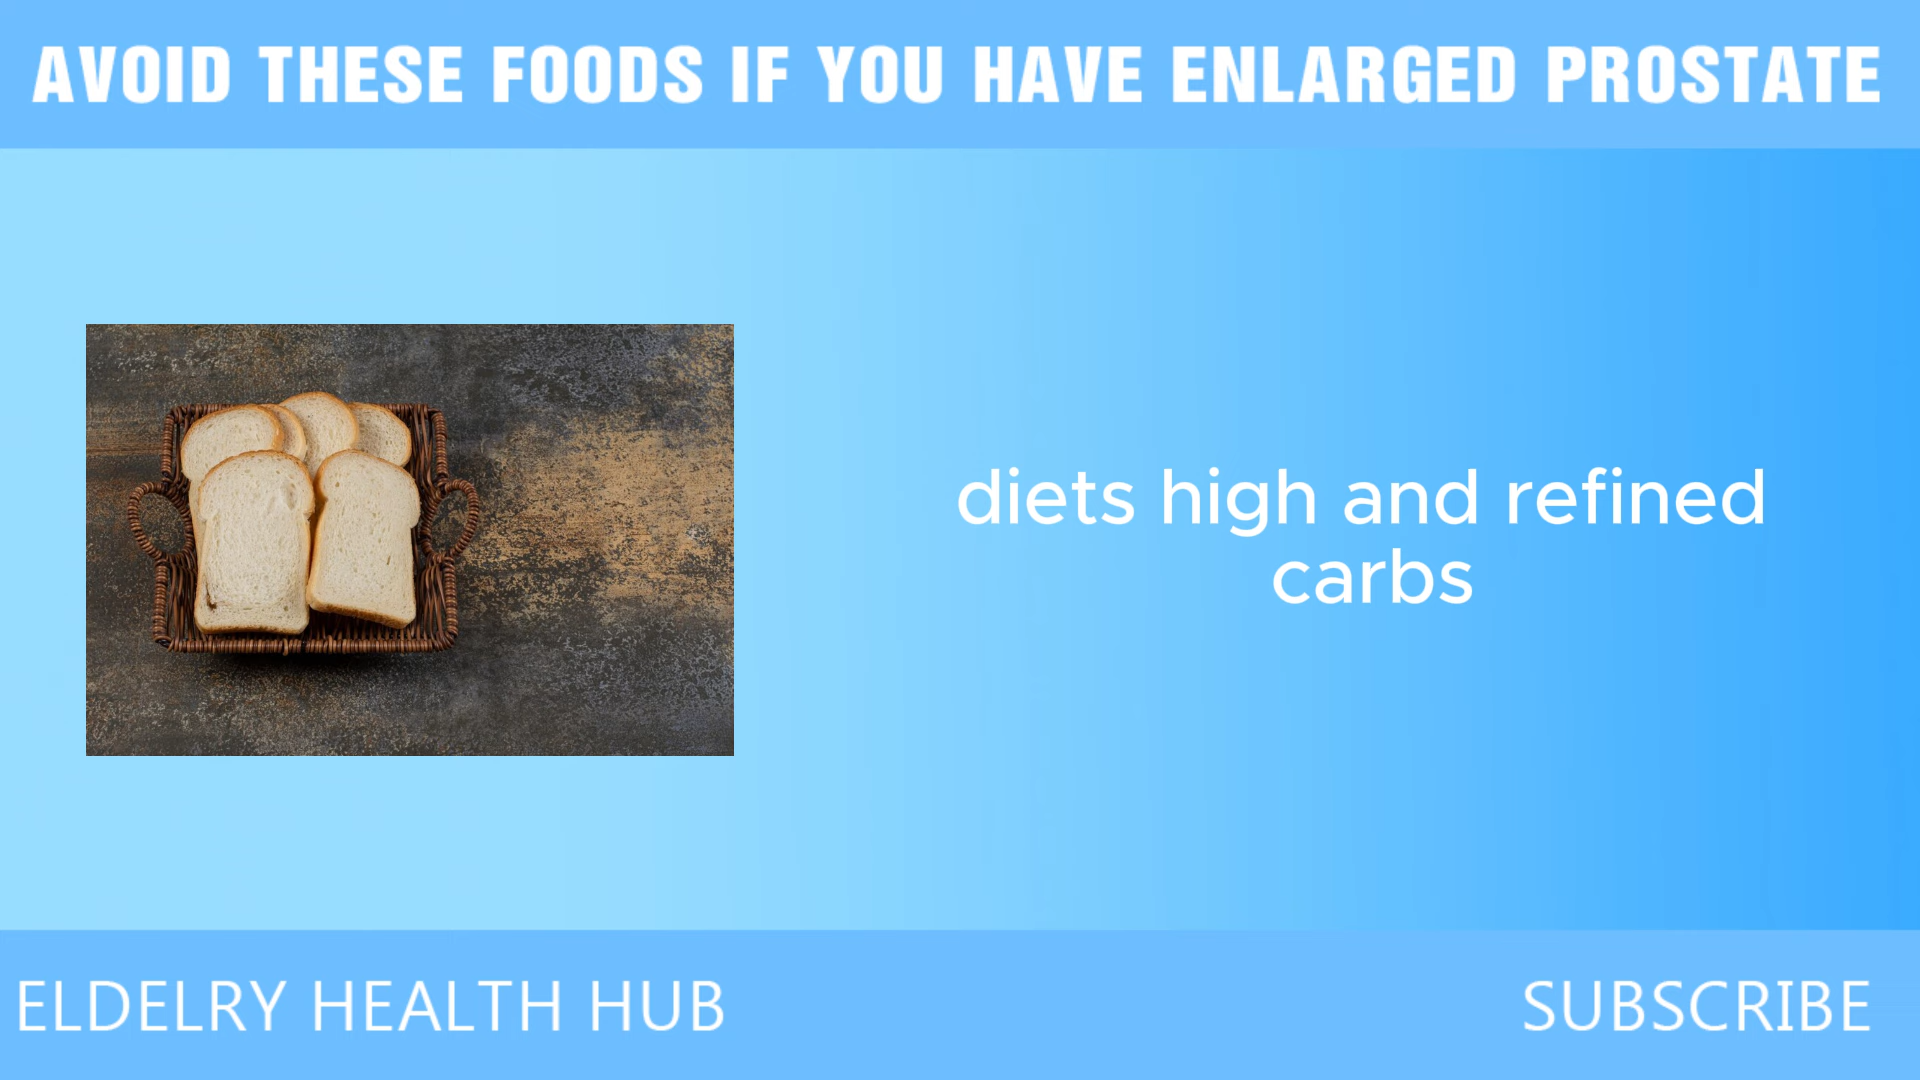 AVOID THESE FOODS IF YOU HAVE ENLARGED PROSTATE
diets high and refined
carbs
ELDELRY HEALTH HUB
SUBSCRIBE